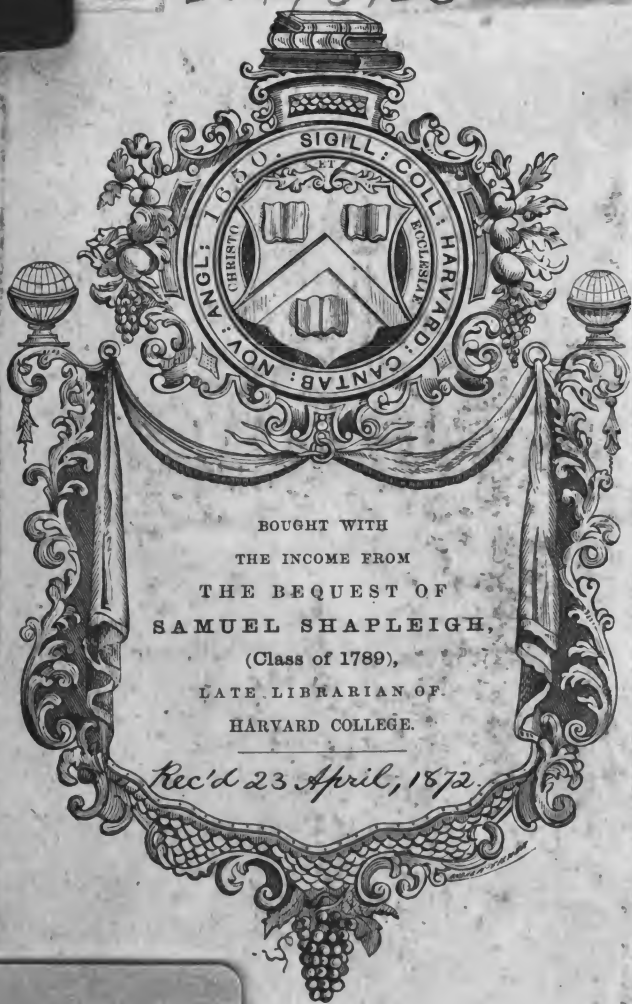 SIGILL: COLL: HARVARD: CANTAB: NOV: ANGL: 1650.
ET
CHRISTO
ECCLESIAE
BOUGHT WITH
THE INCOME FROM
THE BEQUEST OF
SAMUEL SHAPLEIGH,
(Class of 1789),
LATE LIBRARIAN OF
HARVARD COLLEGE.
Rec'd 23 April, 1872.